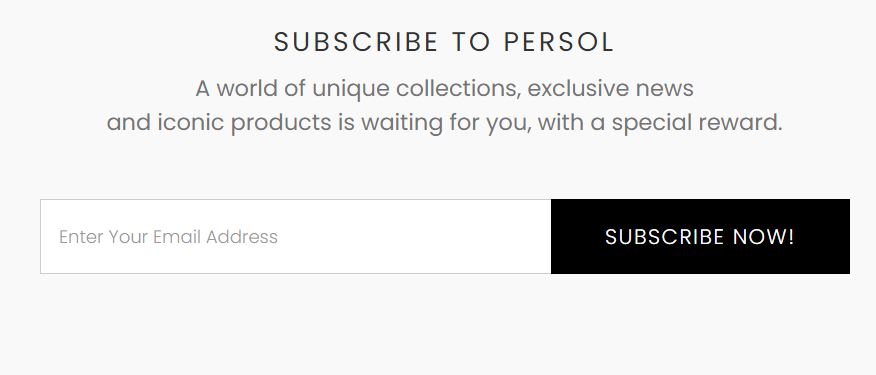 SUBSCRIBE TO PERSOL
A world of unique collections, exclusive news
and iconic products is waiting for you, with a special reward.
Enter Your Email Address
SUBSCRIBE NOW!